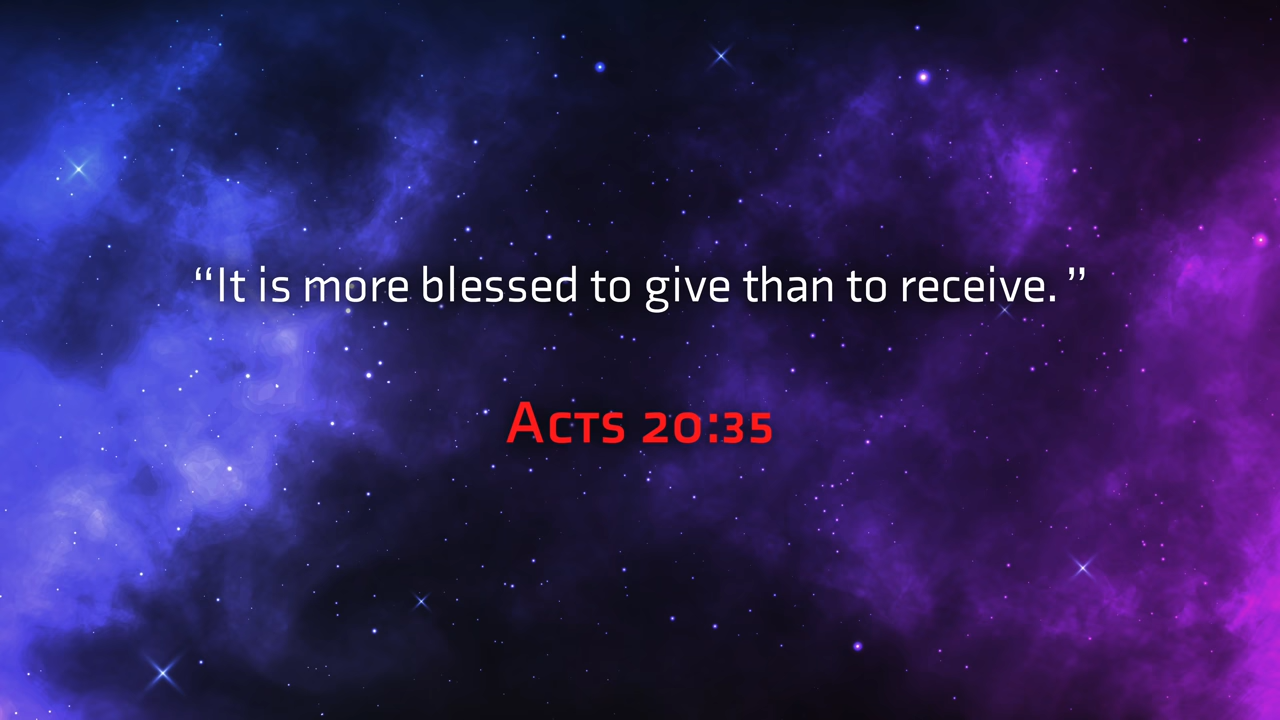 “It is more blessed to give than to receive. ”
Acts 20:35